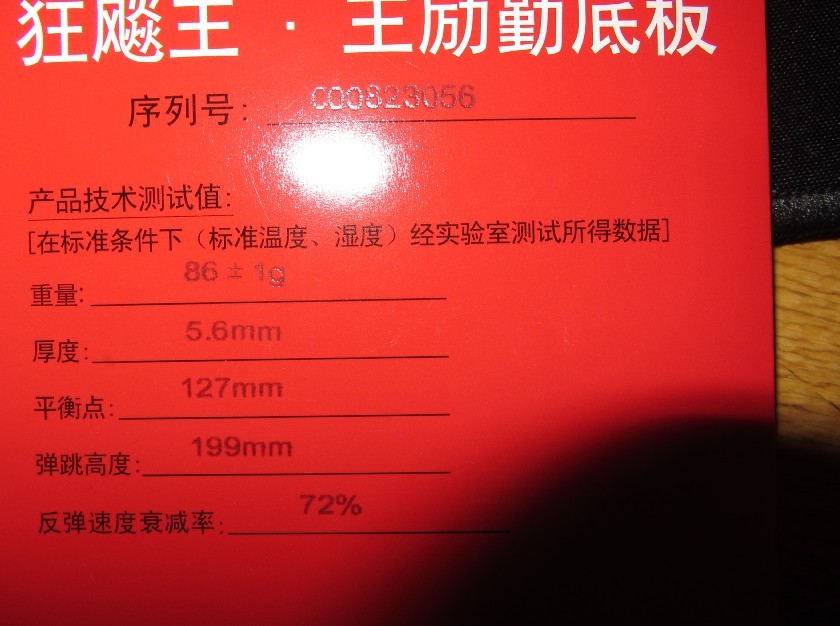 狂飚王·王励勤底板
序列号: C00823056
产品技术测试值:
[在标准条件下（标准温度、湿度）经实验室测试所得数据]
重量: 86±1g
厚度: 5.6mm
平衡点: 127mm
弹跳高度: 199mm
反弹速度衰减率: 72%